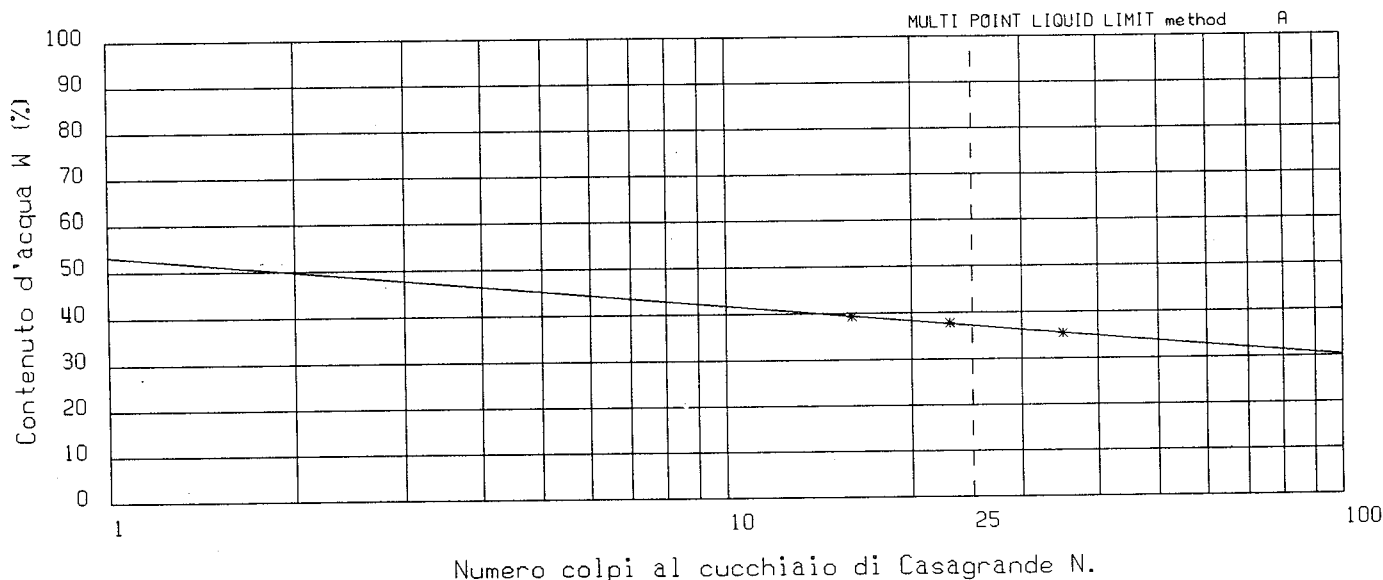 MULTI POINT LIQUID LIMIT method A
100
90
80
70
60
50
40
30
20
10
0
Contenuto d'acqua W (%)
1 10 25 100
Numero colpi al cucchiaio di Casagrande N.